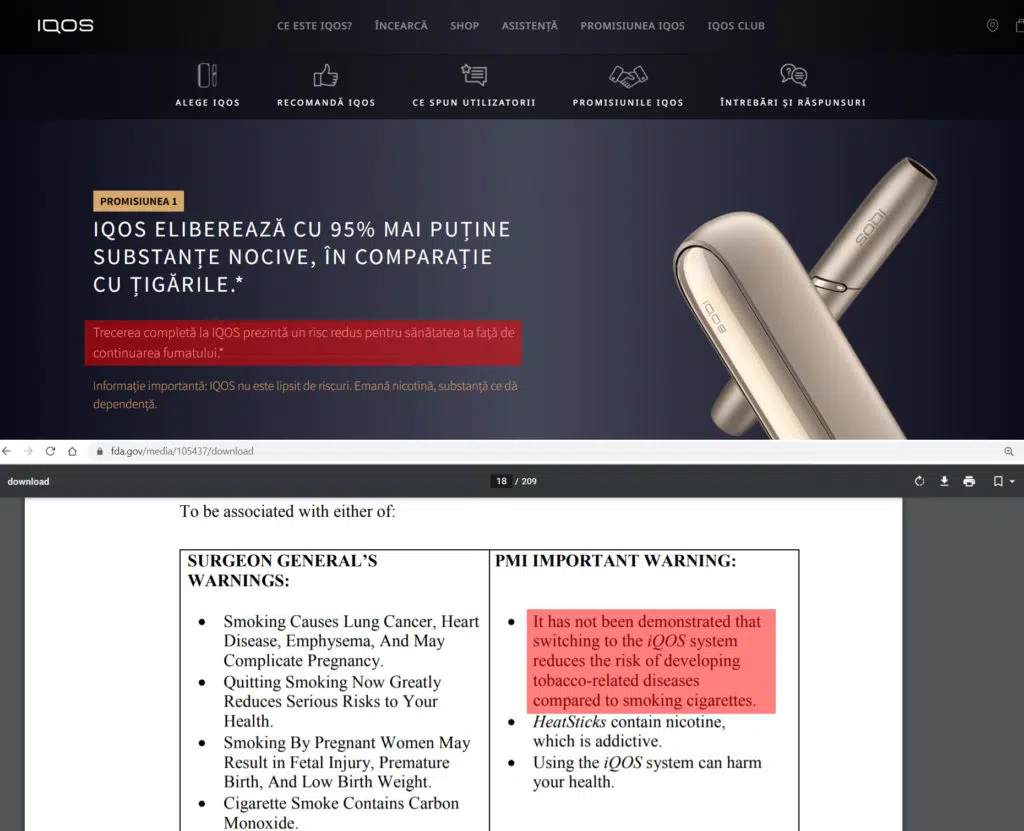 IQOS
CE ESTE IQOS? ÎNCEARCĂ SHOP ASISTENȚĂ PROMISIUNEA IQOS IQOS CLUB
ALEGE IQOS RECOMANDĂ IQOS CE SPUN UTILIZATORII PROMISIUNILE IQOS ÎNTREBĂRI ȘI RĂSPUNSURI
PROMISIUNEA 1
IQOS ELIBEREAZĂ CU 95% MAI PUȚINE
SUBSTANȚE NOCIVE, ÎN COMPARAȚIE
CU ȚIGĂRILE.*
Trecerea completă la IQOS prezintă un risc redus pentru sănătatea ta față de
continuarea fumatului.*
Informație importantă: IQOS nu este lipsit de riscuri. Emană nicotină, substanță ce dă
dependență.
IQOS
IQOS
fda.gov/media/105437/download
download 18 / 209
To be associated with either of:
SURGEON GENERAL'S
WARNINGS:
• Smoking Causes Lung Cancer, Heart
Disease, Emphysema, And May
Complicate Pregnancy.
• Quitting Smoking Now Greatly
Reduces Serious Risks to Your
Health.
• Smoking By Pregnant Women May
Result in Fetal Injury, Premature
Birth, And Low Birth Weight.
• Cigarette Smoke Contains Carbon
Monoxide.
PMI IMPORTANT WARNING:
• It has not been demonstrated that
switching to the iQOS system
reduces the risk of developing
tobacco-related diseases
compared to smoking cigarettes.
• HeatSticks contain nicotine,
which is addictive.
• Using the iQOS system can harm
your health.